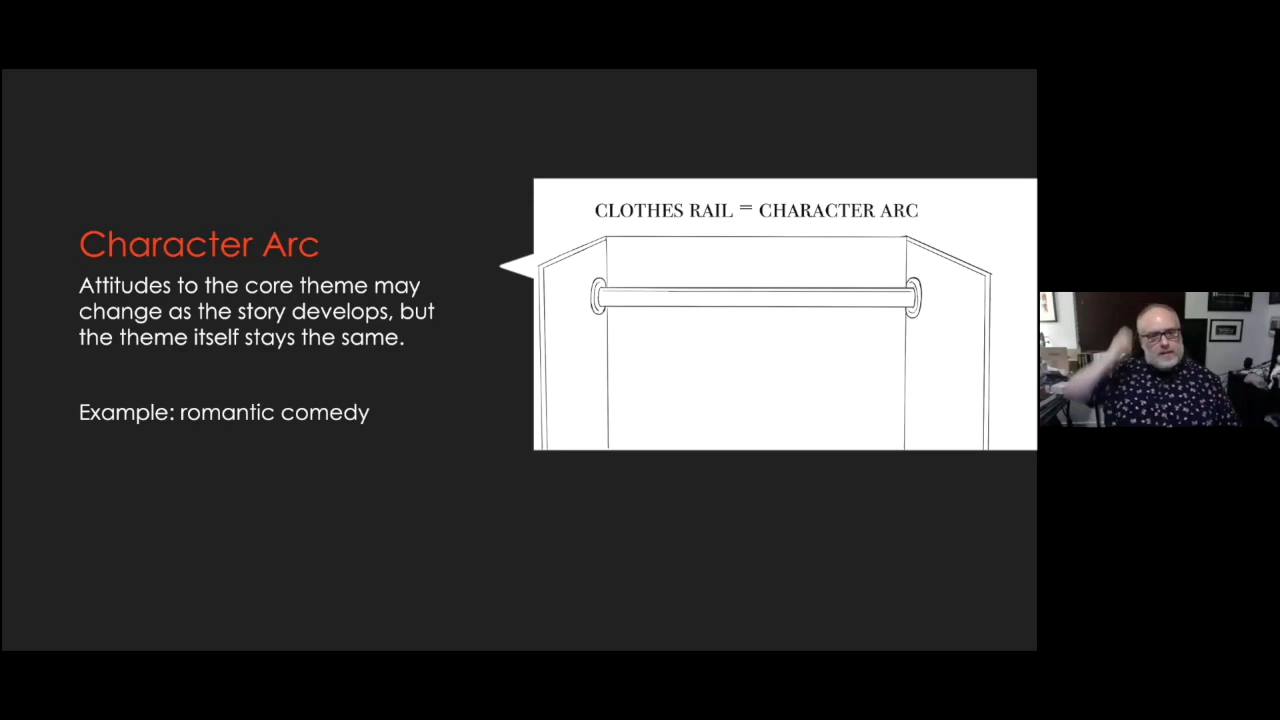 CLOTHES RAIL = CHARACTER ARC
Character Arc
Attitudes to the core theme may
change as the story develops, but
the theme itself stays the same.
Example: romantic comedy